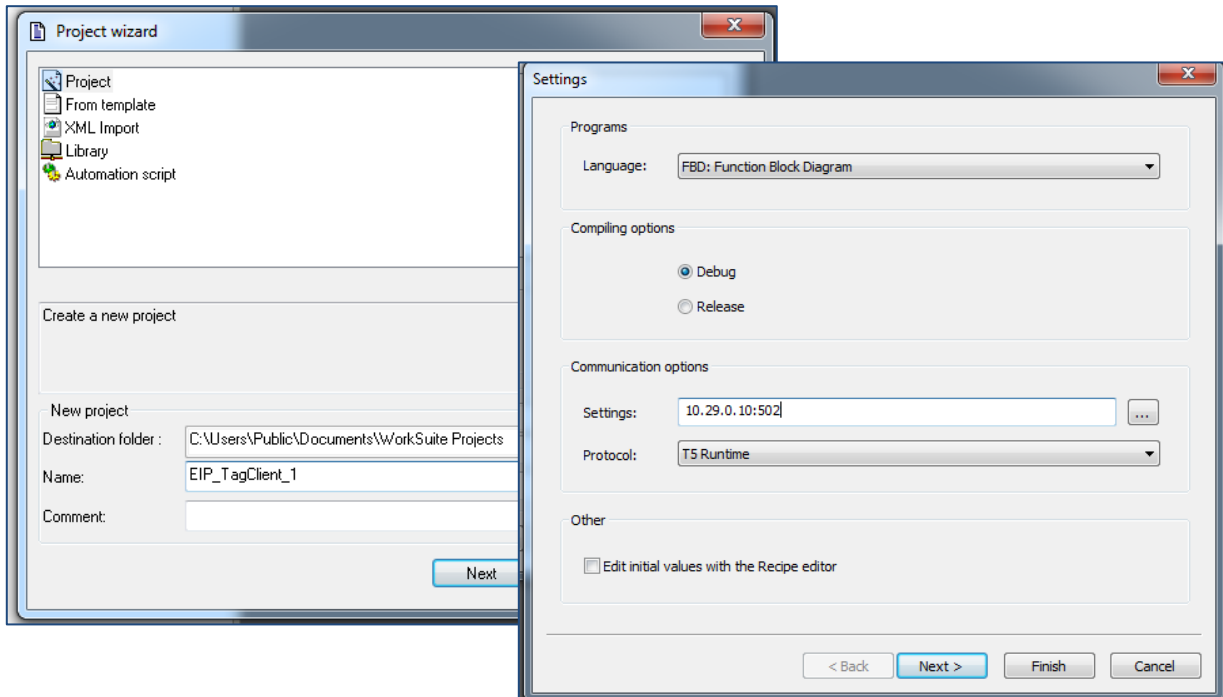 Project wizard
Project
From template
XML Import
Library
Automation script
Create a new project
New project
Destination folder :
C:\Users\Public\Documents\WorkSuite Projects
Name:
EIP_TagClient_1
Comment:
Next
Settings
Programs
Language:
FBD: Function Block Diagram
Compiling options
Debug
Release
Communication options
Settings:
10.29.0.10:502
...
Protocol:
T5 Runtime
Other
Edit initial values with the Recipe editor
< Back
Next >
Finish
Cancel